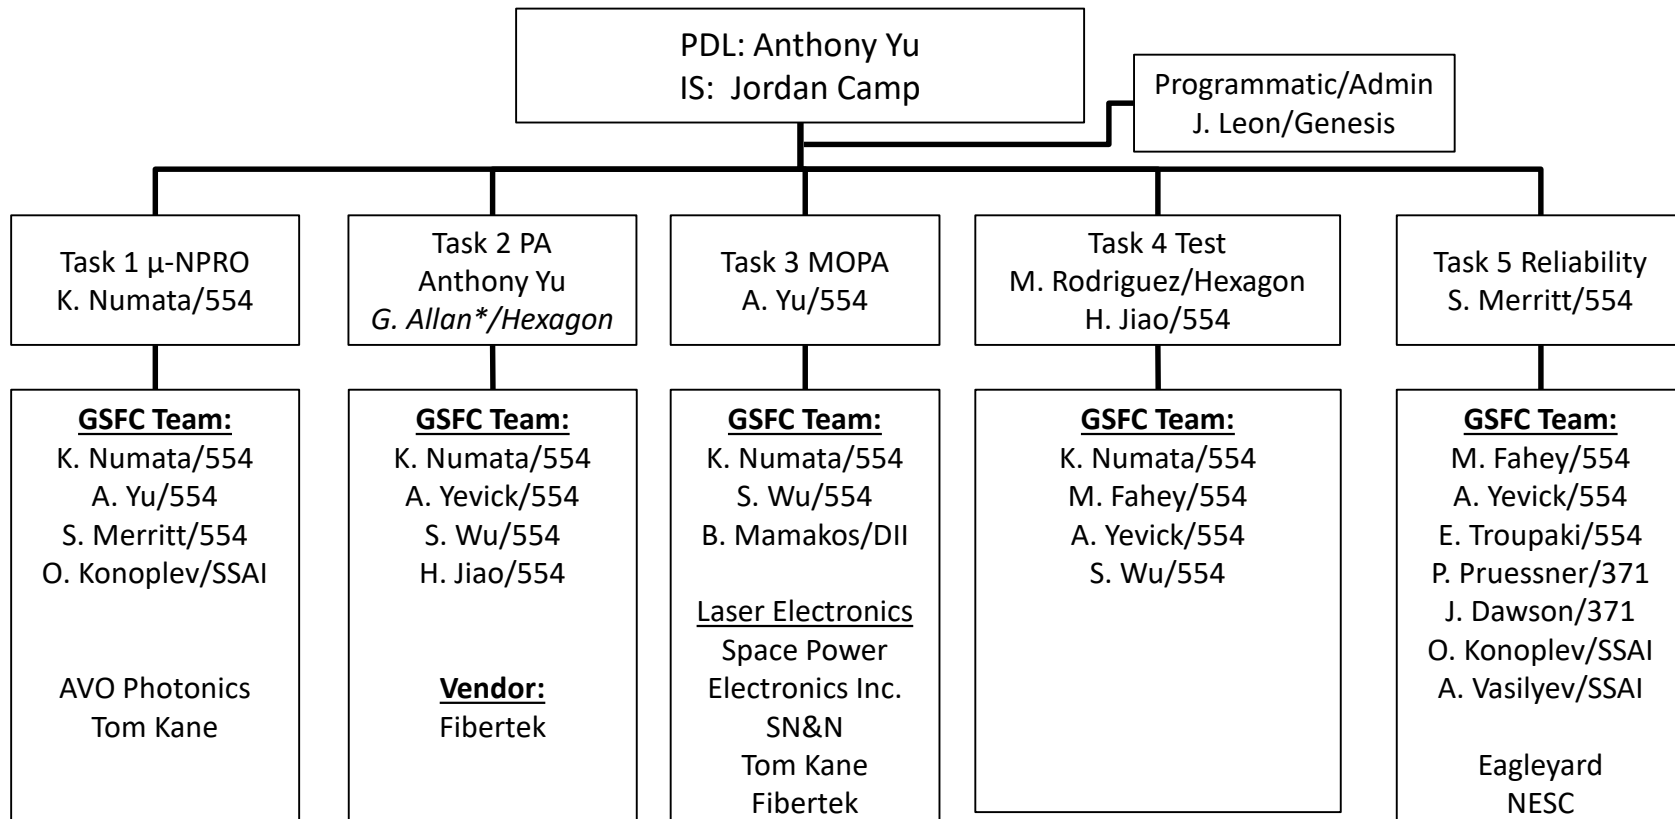 PDL: Anthony Yu
IS: Jordan Camp
Programmatic/Admin
J. Leon/Genesis
Task 1 μ-NPRO
K. Numata/554
Task 2 PA
Anthony Yu
G. Allan*/Hexagon
Task 3 MOPA
A. Yu/554
Task 4 Test
M. Rodriguez/Hexagon
H. Jiao/554
Task 5 Reliability
S. Merritt/554
GSFC Team:
K. Numata/554
A. Yu/554
S. Merritt/554
O. Konoplev/SSAI
AVO Photonics
Tom Kane
GSFC Team:
K. Numata/554
A. Yevick/554
S. Wu/554
H. Jiao/554
Vendor:
Fibertek
GSFC Team:
K. Numata/554
S. Wu/554
B. Mamakos/DII
Laser Electronics
Space Power
Electronics Inc.
SN&N
Tom Kane
Fibertek
GSFC Team:
K. Numata/554
M. Fahey/554
A. Yevick/554
S. Wu/554
GSFC Team:
M. Fahey/554
A. Yevick/554
E. Troupaki/554
P. Pruessner/371
J. Dawson/371
O. Konoplev/SSAI
A. Vasilyev/SSAI
Eagleyard
NESC